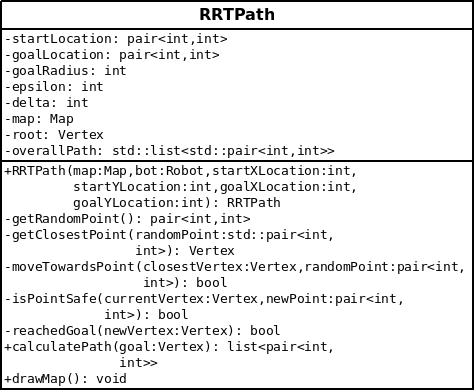 RRTPath
-startLocation: pair<int,int>
-goalLocation: pair<int,int>
-goalRadius: int
-epsilon: int
-delta: int
-map: Map
-root: Vertex
-overallPath: std::list<std::pair<int,int>>
+RRTPath(map:Map,bot:Robot,startXLocation:int,
startYLocation:int,goalXLocation:int,
goalYLocation:int): RRTPath
-getRandomPoint(): pair<int,int>
-getClosestPoint(randomPoint:std::pair<int,
int>): Vertex
-moveTowardsPoint(closestVertex:Vertex,randomPoint:pair<int,
int>): bool
-isPointSafe(currentVertex:Vertex,newPoint:pair<int,
int>): bool
-reachedGoal(newVertex:Vertex): bool
+calculatePath(goal:Vertex): list<pair<int,
int>>
+drawMap(): void